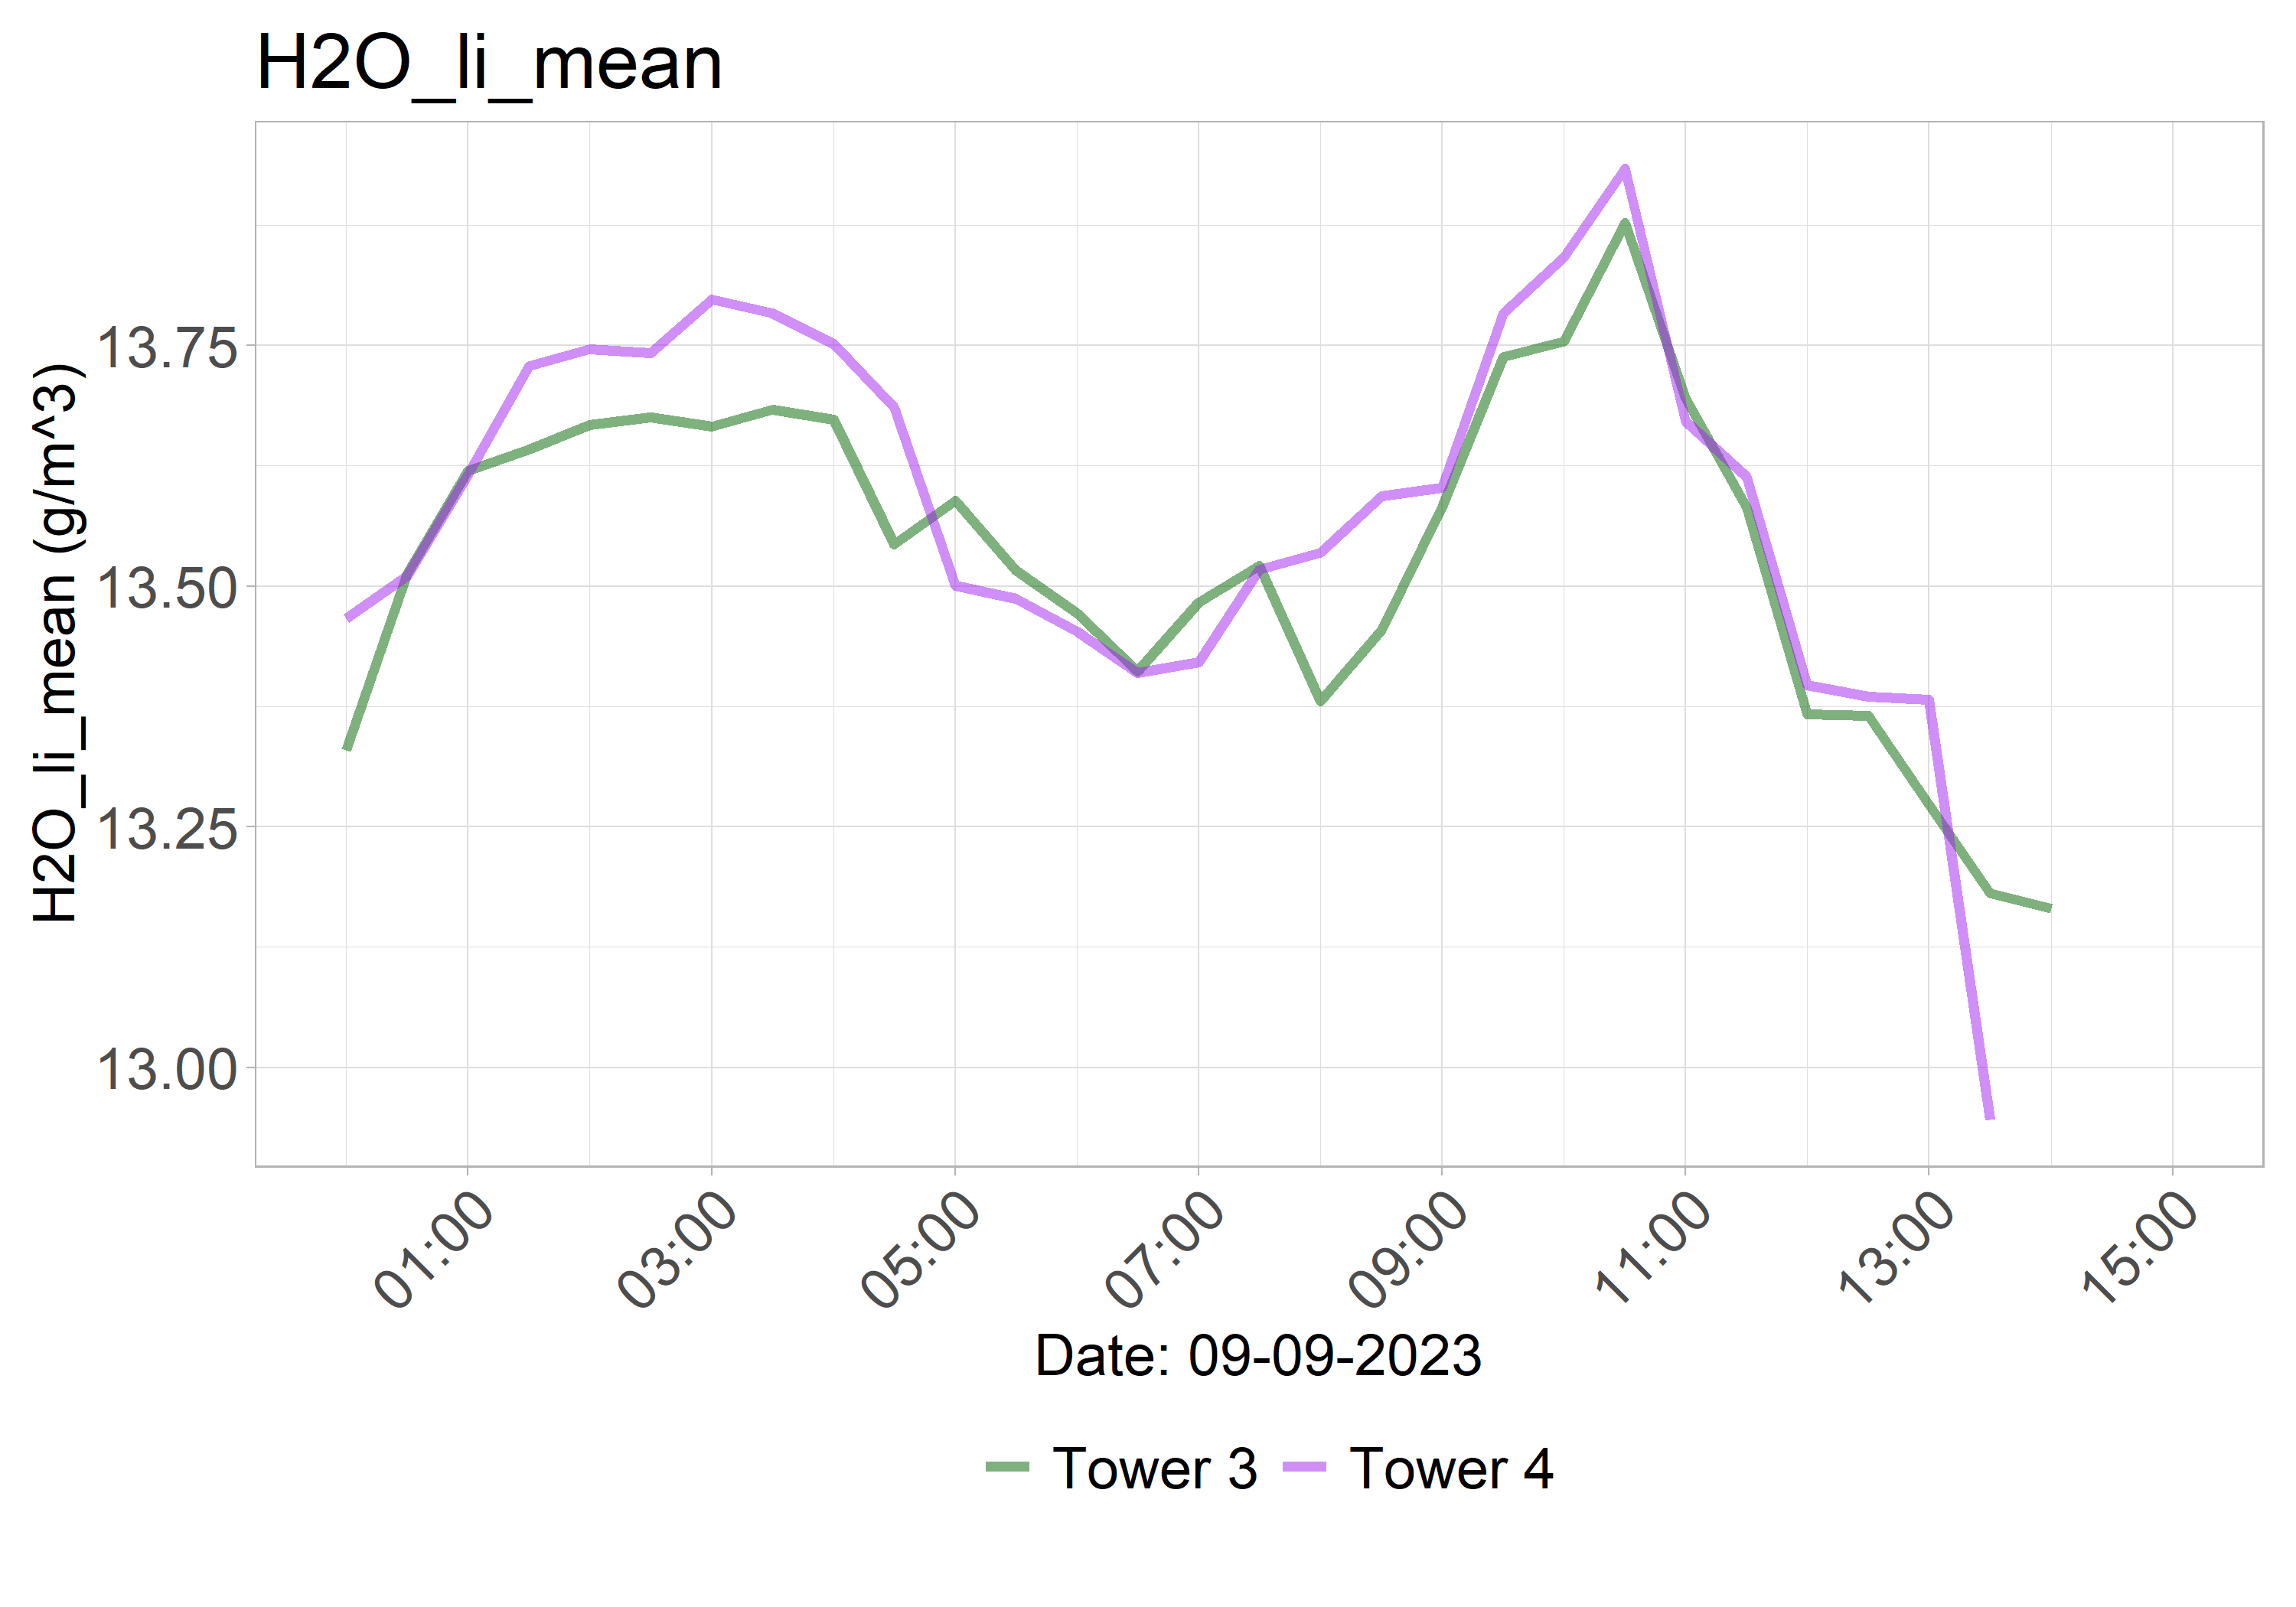 H2O_li_mean
H2O_li_mean (g/m^3)
13.75
13.50
13.25
13.00
01:00 03:00 05:00 07:00 09:00 11:00 13:00 15:00
Date: 09-09-2023
Tower 3 Tower 4